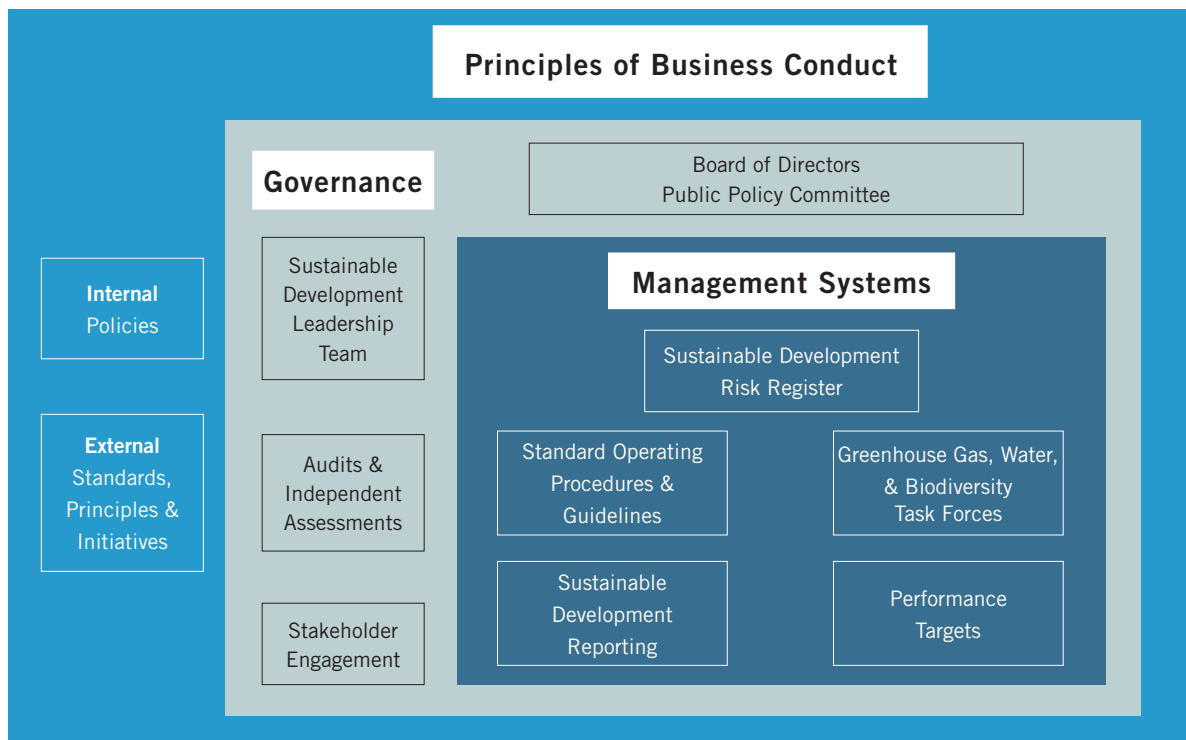 Principles of Business Conduct
Governance
Board of Directors
Public Policy Committee
Internal
Policies
External
Standards,
Principles &
Initiatives
Sustainable
Development
Leadership
Team
Audits &
Independent
Assessments
Stakeholder
Engagement
Management Systems
Sustainable Development
Risk Register
Standard Operating
Procedures &
Guidelines
Greenhouse Gas, Water,
& Biodiversity
Task Forces
Sustainable
Development
Reporting
Performance
Targets